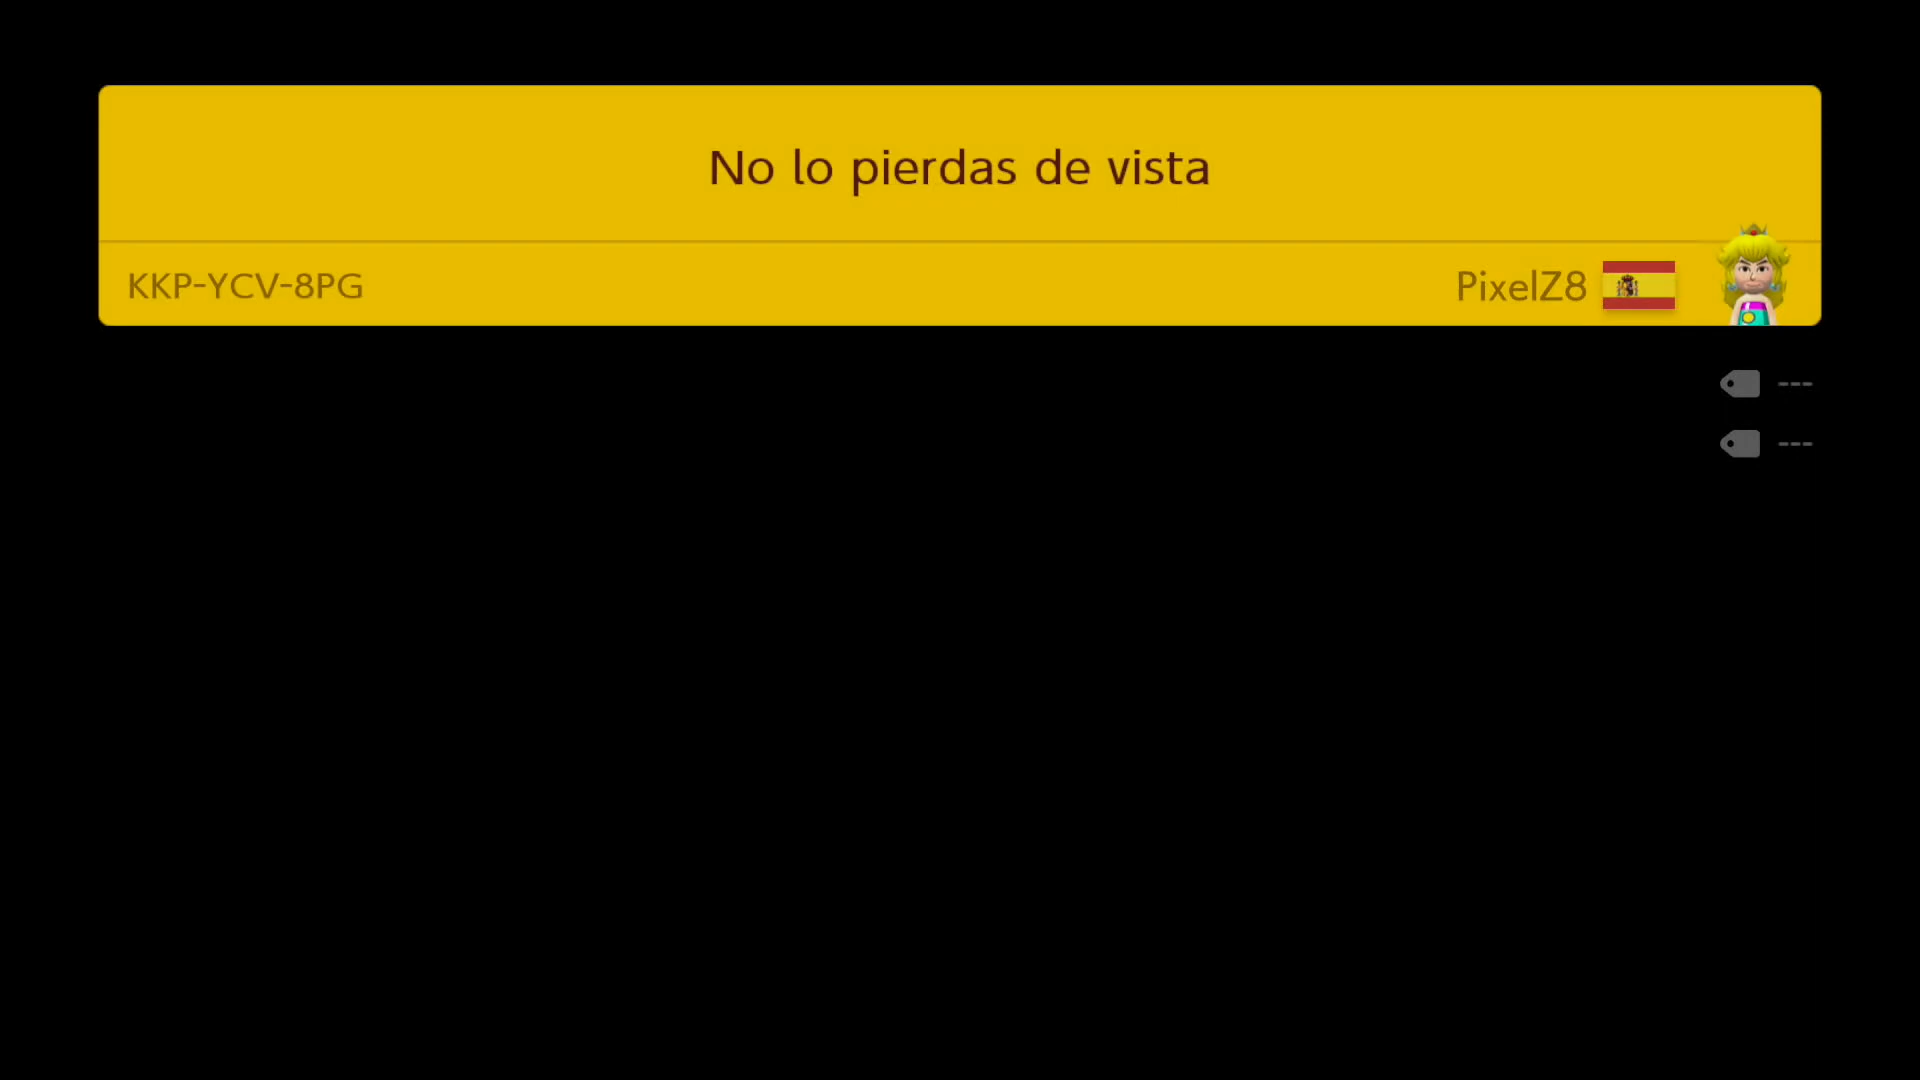 No lo pierdas de vista
KKP-YCV-8PG
PixelZ8
---
---